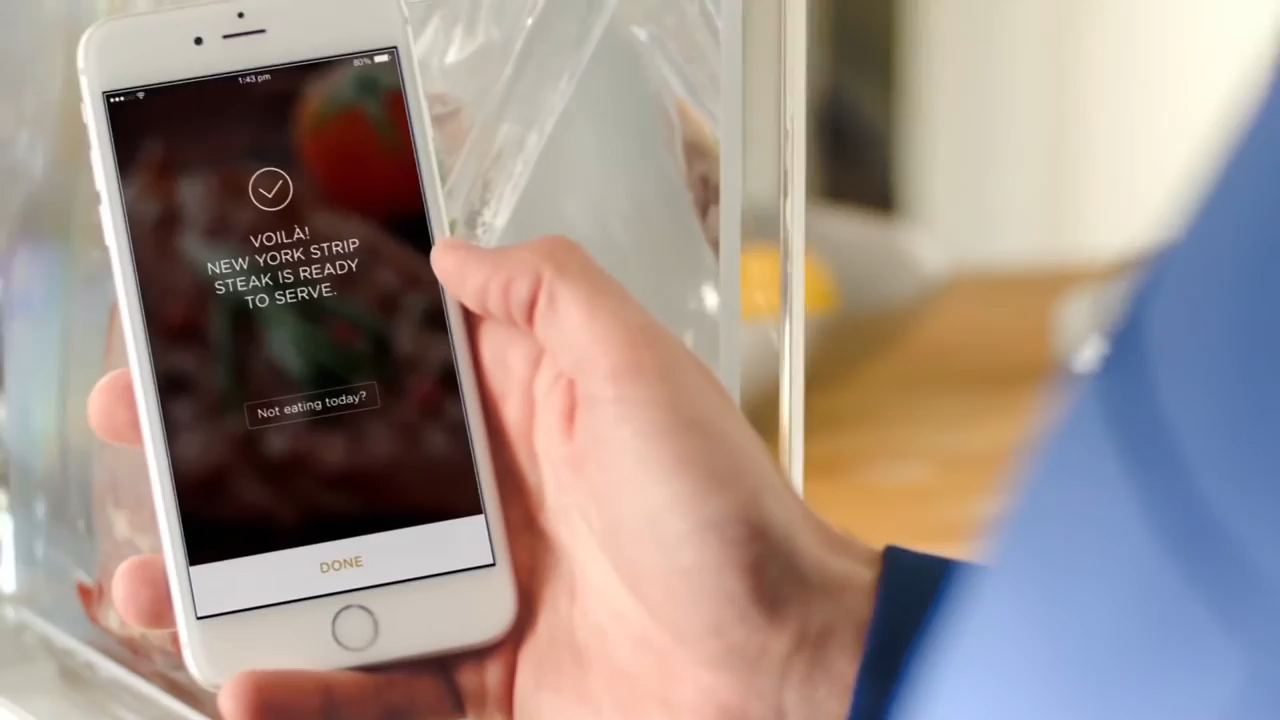 1:43 pm
80%
VOILÀ!
NEW YORK STRIP
STEAK IS READY
TO SERVE.
Not eating today?
DONE